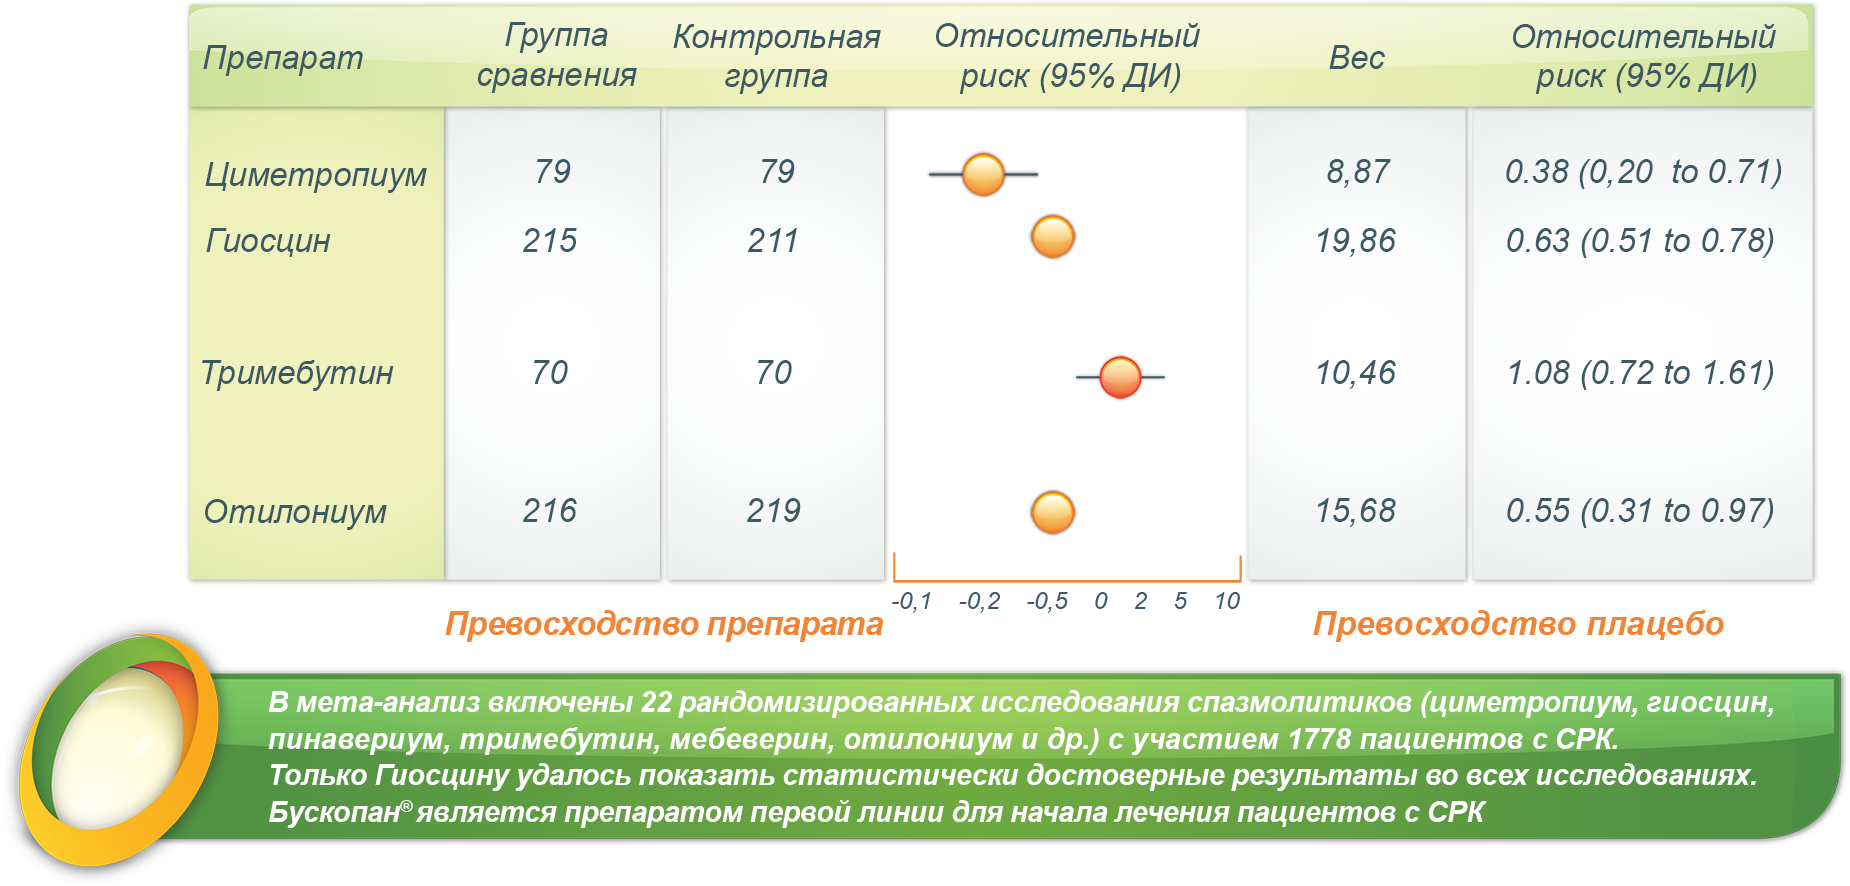 Препарат
Группа
сравнения
Контрольная
группа
Относительный
риск (95% ДИ)
Вес
Относительный
риск (95% ДИ)
Циметропиум 79 79 8,87 0.38 (0,20 to 0.71)
Гиосцин 215 211 19,86 0.63 (0.51 to 0.78)
Тримебутин 70 70 10,46 1.08 (0.72 to 1.61)
Отилониум 216 219 15,68 0.55 (0.31 to 0.97)
-0,1 -0,2 -0,5 0 2 5 10
Превосходство препарата
Превосходство плацебо
В мета-анализ включены 22 рандомизированных исследования спазмолитиков (циметропиум, гиосцин,
пинавериум, тримебутин, мебеверин, отилониум и др.) с участием 1778 пациентов с СРК.
Только Гиосцину удалось показать статистически достоверные результаты во всех исследованиях.
Бускопан® является препаратом первой линии для начала лечения пациентов с СРК